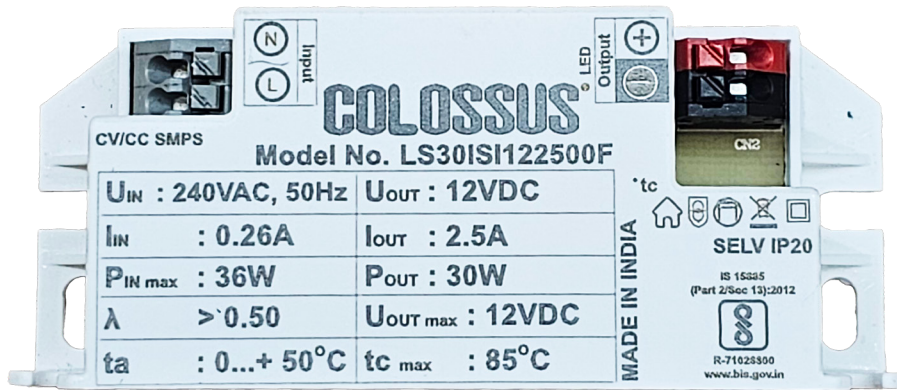 N
L
Input
LED
Output
+
-
COLOSSUS
CV/CC SMPS
Model No. LS30ISI122500F
CN2
UIN : 240VAC, 50Hz
UOUT : 12VDC
IIN : 0.26A
IOUT : 2.5A
PIN max : 36W
POUT : 30W
λ > 0.50
UOUT max : 12VDC
ta : 0...+ 50°C
tc max : 85°C
MADE IN INDIA
tc
SELV IP20
IS 15885
(Part 2/Sec 13):2012
R-71028800
www.bis.gov.in